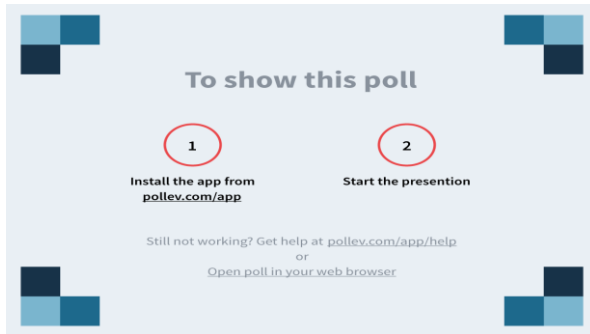 To show this poll
1
2
Install the app from
pollev.com/app
Start the presention
Still not working? Get help at pollev.com/app/help
or
Open poll in your web browser